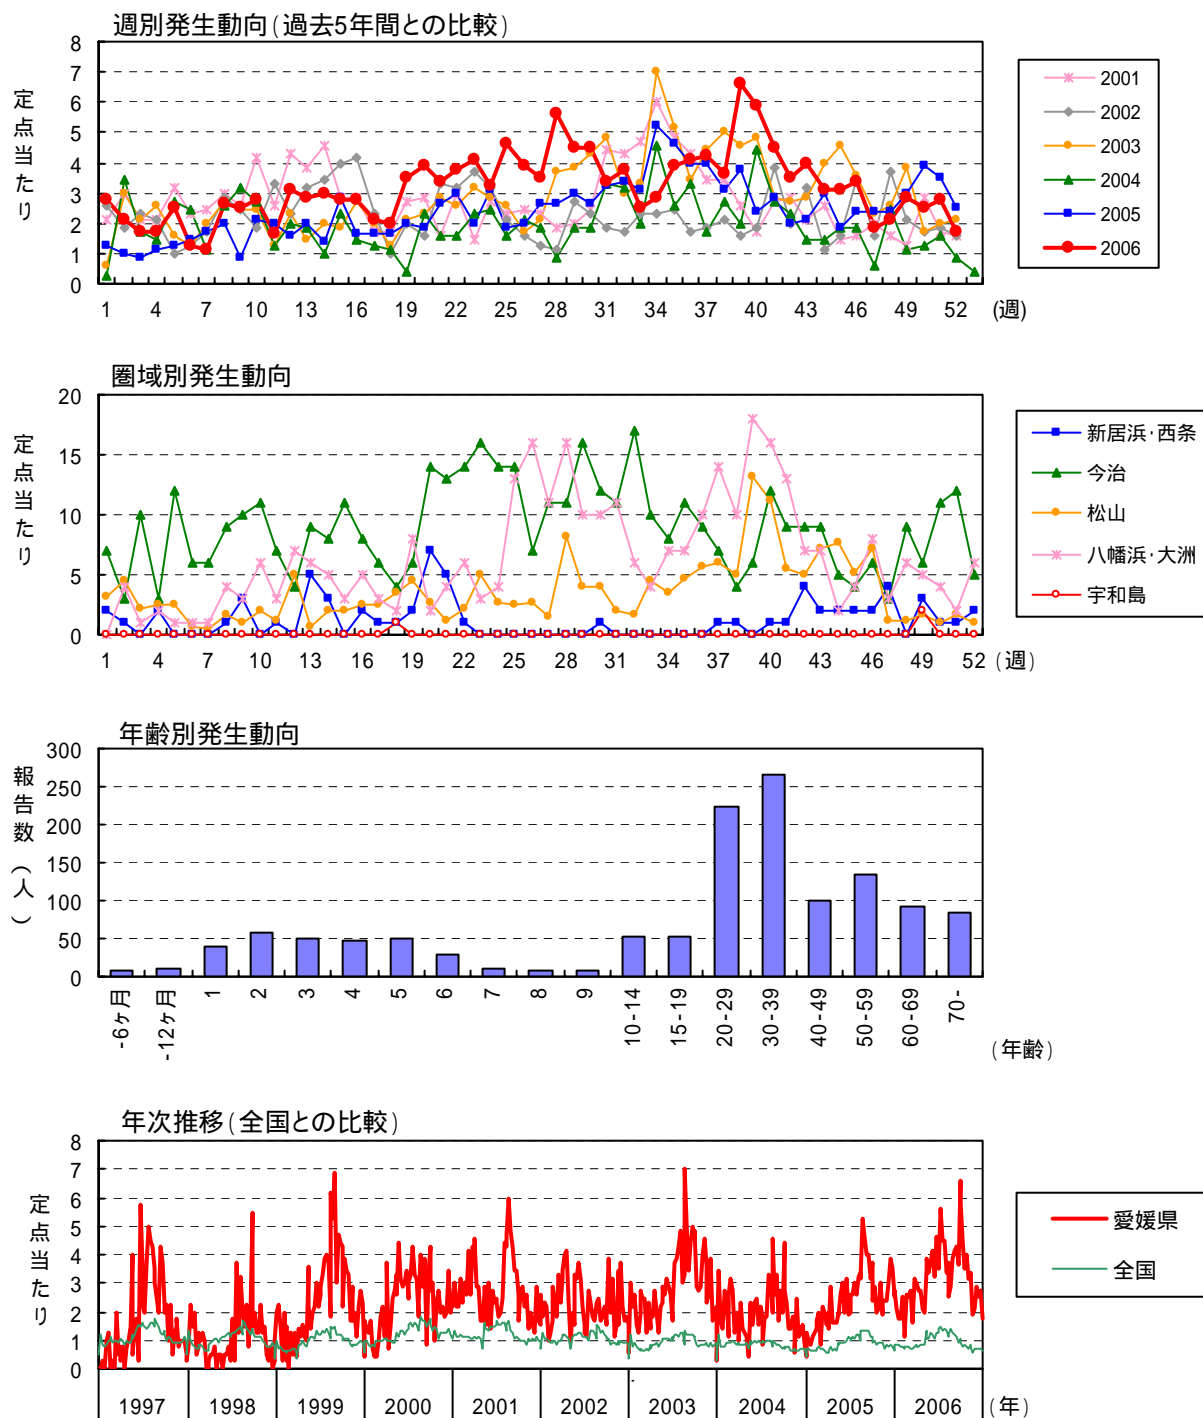 週別発生動向(過去5年間との比較)
定点当たり
8
7
6
5
4
3
2
1
0
1 4 7 10 13 16 19 22 25 28 31 34 37 40 43 46 49 52 (週)
2001
2002
2003
2004
2005
2006
圏域別発生動向
定点当たり
20
15
10
5
0
1 4 7 10 13 16 19 22 25 28 31 34 37 40 43 46 49 52 (週)
新居浜・西条
今治
松山
八幡浜・大洲
宇和島
年齢別発生動向
報告数(人)
300
250
200
150
100
50
0
-6ヶ月 -12ヶ月 1 2 3 4 5 6 7 8 9 10-14 15-19 20-29 30-39 40-49 50-59 60-69 70-
(年齢)
年次推移(全国との比較)
定点当たり
8
7
6
5
4
3
2
1
0
1997 1998 1999 2000 2001 2002 2003 2004 2005 2006 (年)
愛媛県
全国